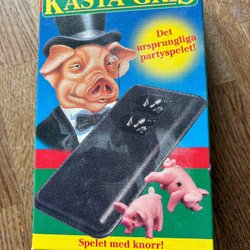 KASTA GRIS
Det
ursprungliga
partyspelet!
Spelet med knorr!